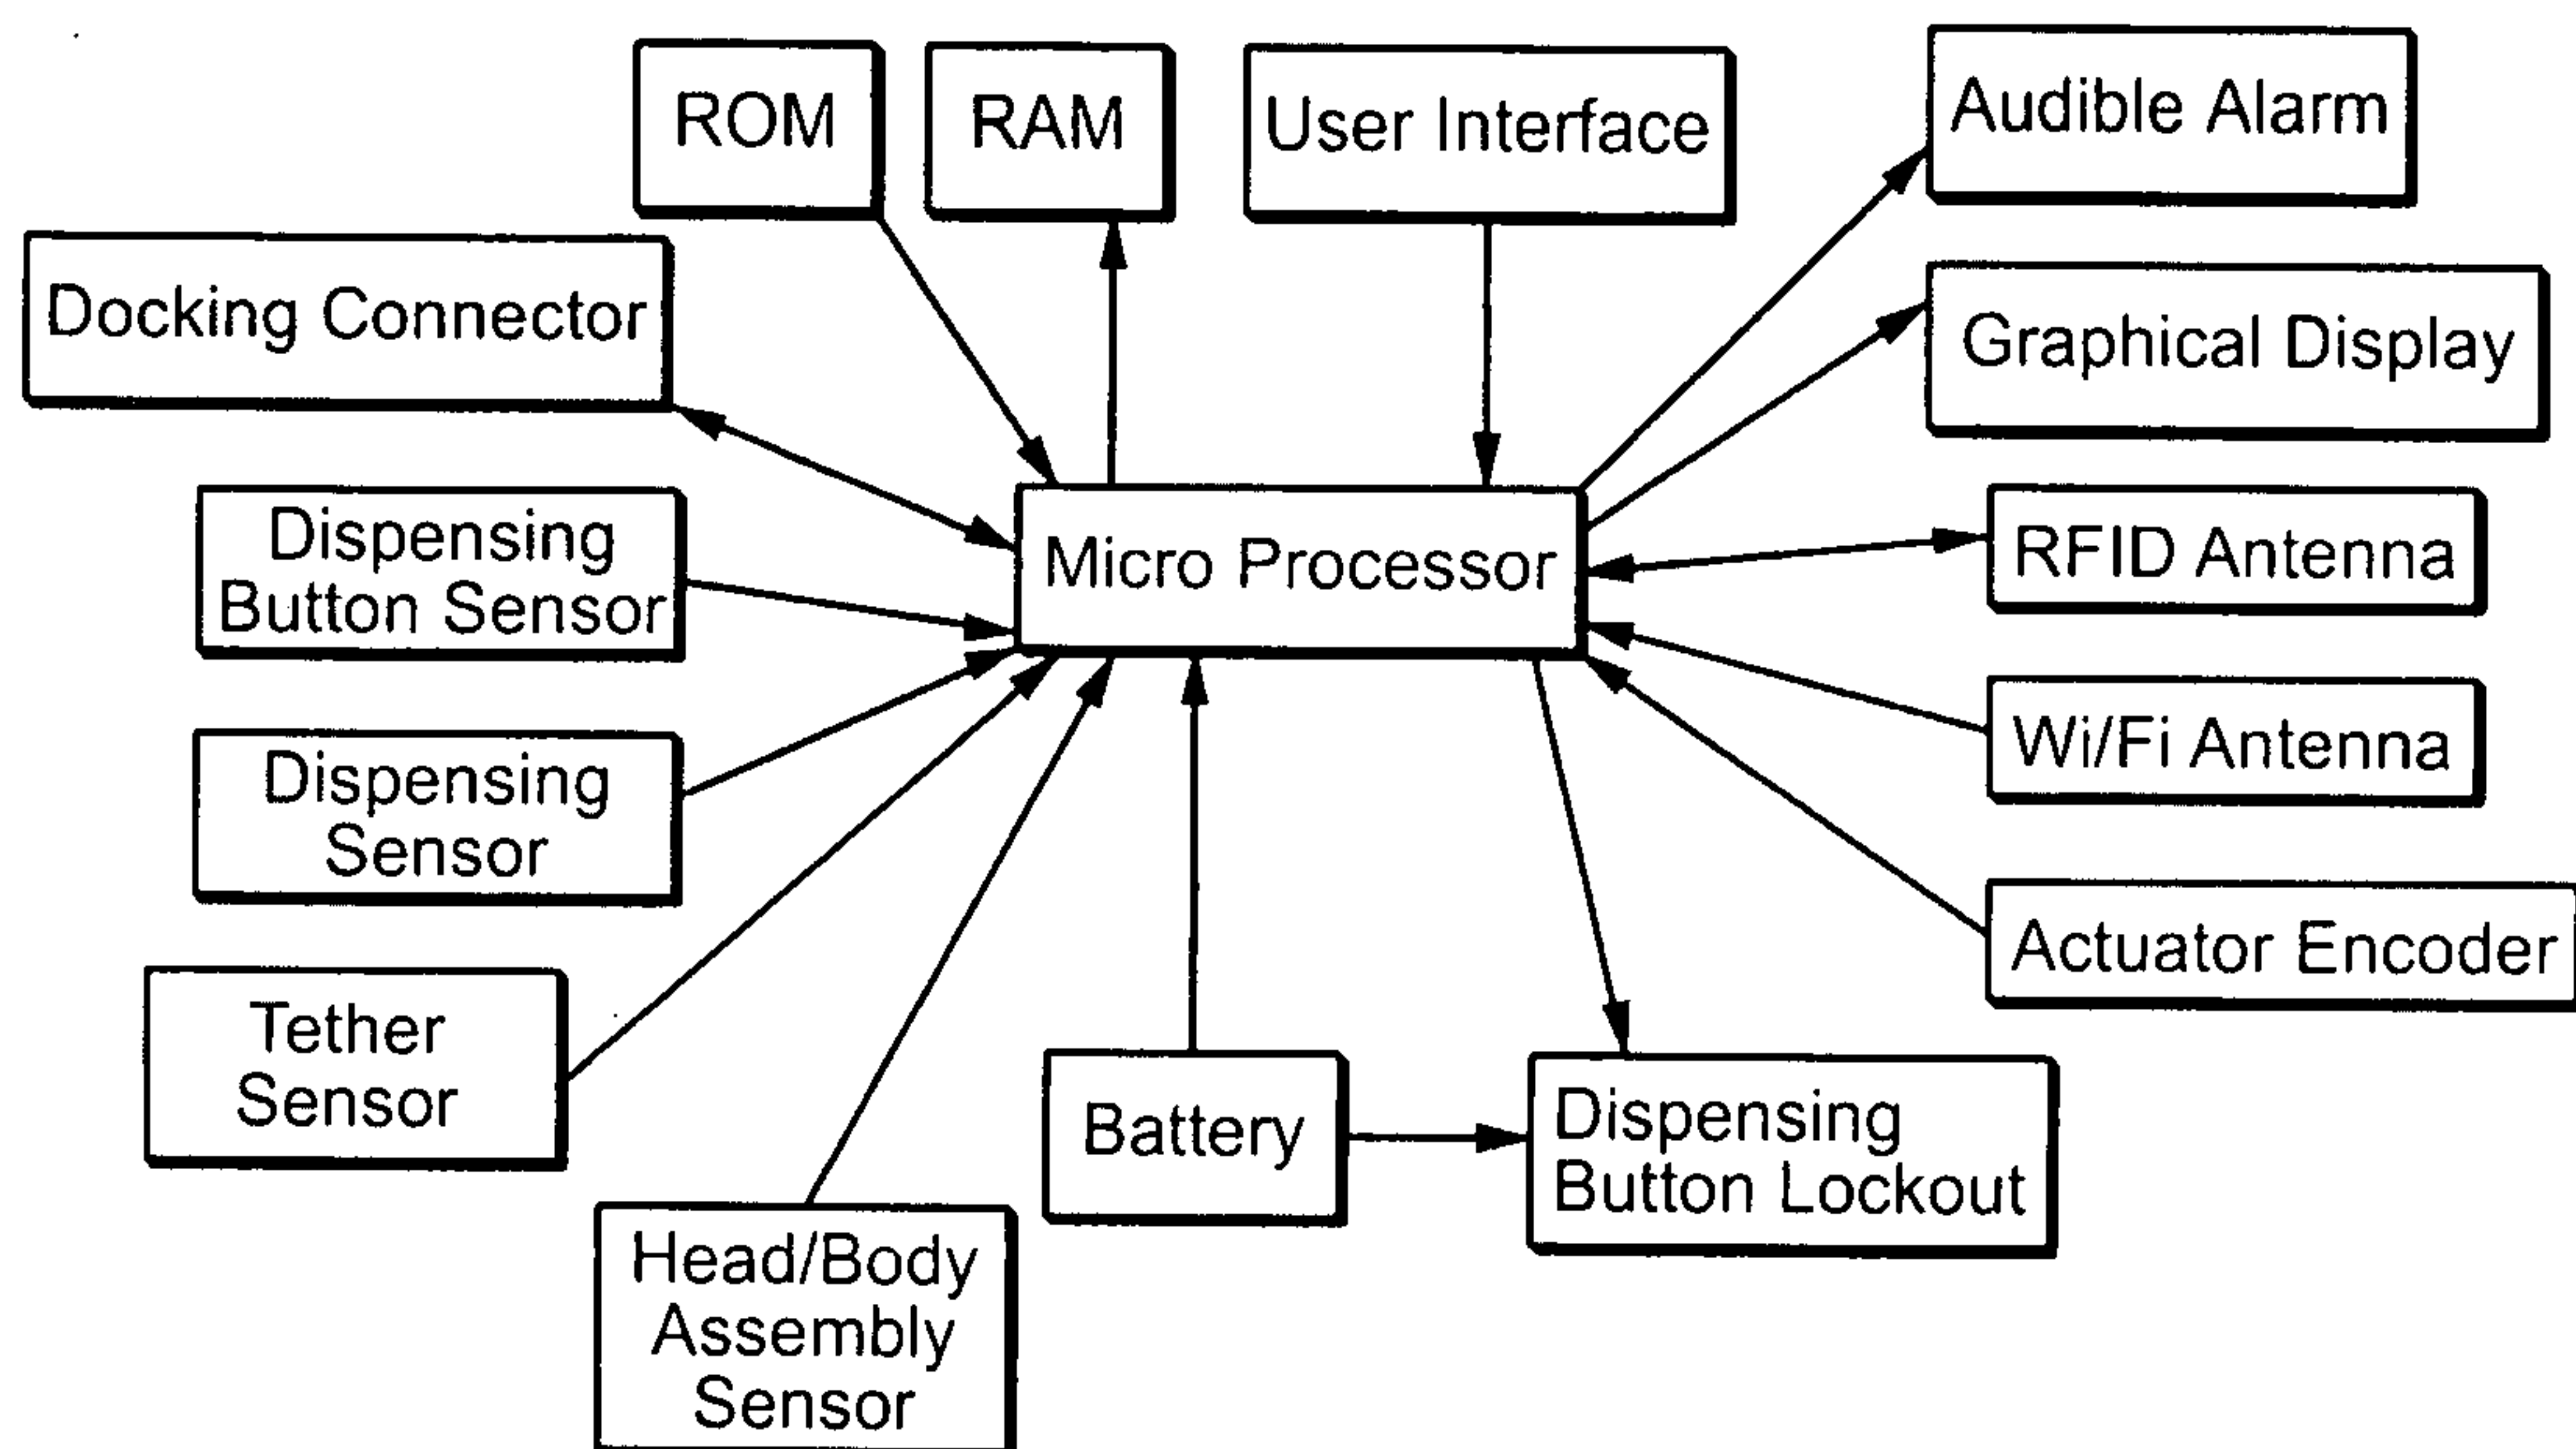 ROM
RAM
User Interface
Audible Alarm
Docking Connector
Graphical Display
Dispensing
Button Sensor
Micro Processor
RFID Antenna
Wi/Fi Antenna
Dispensing
Sensor
Actuator Encoder
Tether
Sensor
Battery
Dispensing
Button Lockout
Head/Body
Assembly
Sensor